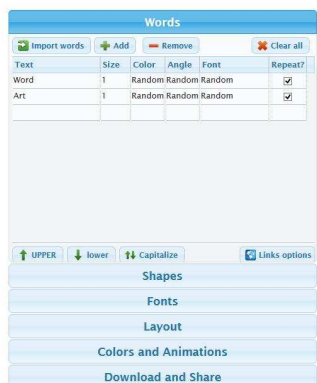 Words
Import words Add Remove Clear all
Text Size Color Angle Font Repeat?
Word 1 Random Random Random
Art 1 Random Random Random
UPPER lower Capitalize Links options
Shapes
Fonts
Layout
Colors and Animations
Download and Share